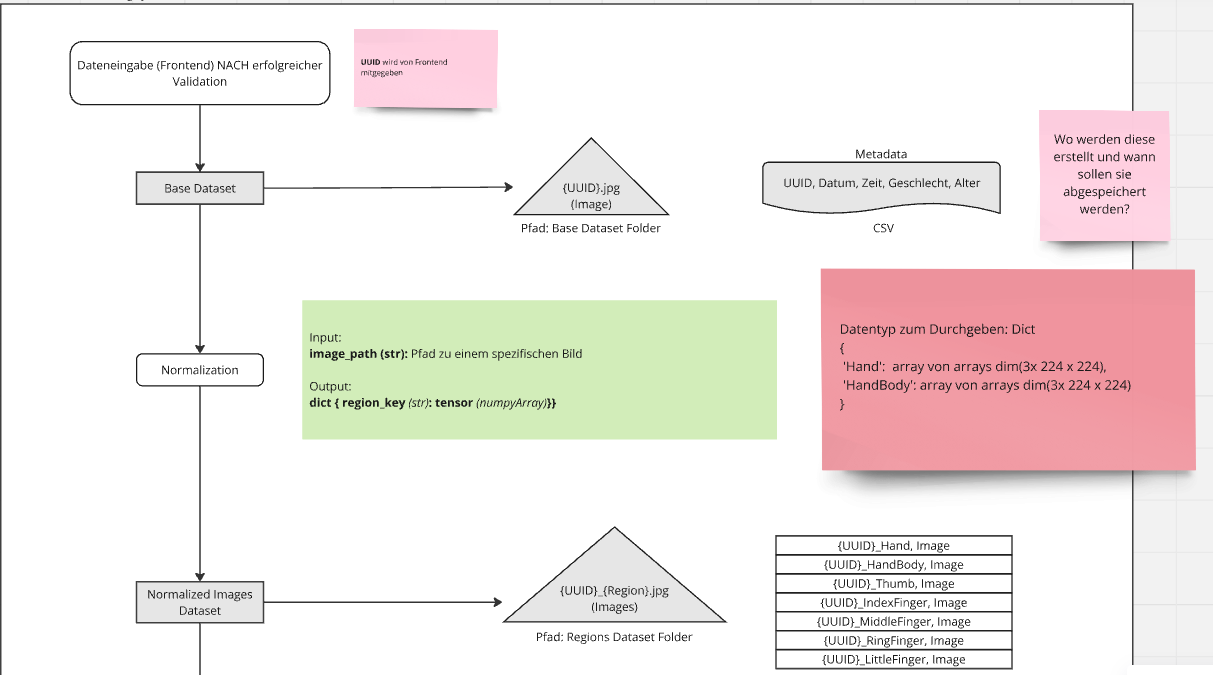 Dateneingabe (Frontend) NACH erfolgreicher
Validation
UUID wird von Frontend
mitgegeben
Base Dataset
{UUID}.jpg
(Image)
Pfad: Base Dataset Folder
Metadata
UUID, Datum, Zeit, Geschlecht, Alter
CSV
Wo werden diese
erstellt und wann
sollen sie
abgespeichert
werden?
Normalization
Input:
image_path (str): Pfad zu einem spezifischen Bild
Output:
dict { region_key (str): tensor (numpyArray)}}
Datentyp zum Durchgeben: Dict
{
'Hand':  array von arrays dim(3x 224 x 224),
'HandBody': array von arrays dim(3x 224 x 224)
}
Normalized Images
Dataset
{UUID}_{Region}.jpg
(Images)
Pfad: Regions Dataset Folder
{UUID}_Hand, Image
{UUID}_HandBody, Image
{UUID}_Thumb, Image
{UUID}_IndexFinger, Image
{UUID}_MiddleFinger, Image
{UUID}_RingFinger, Image
{UUID}_LittleFinger, Image